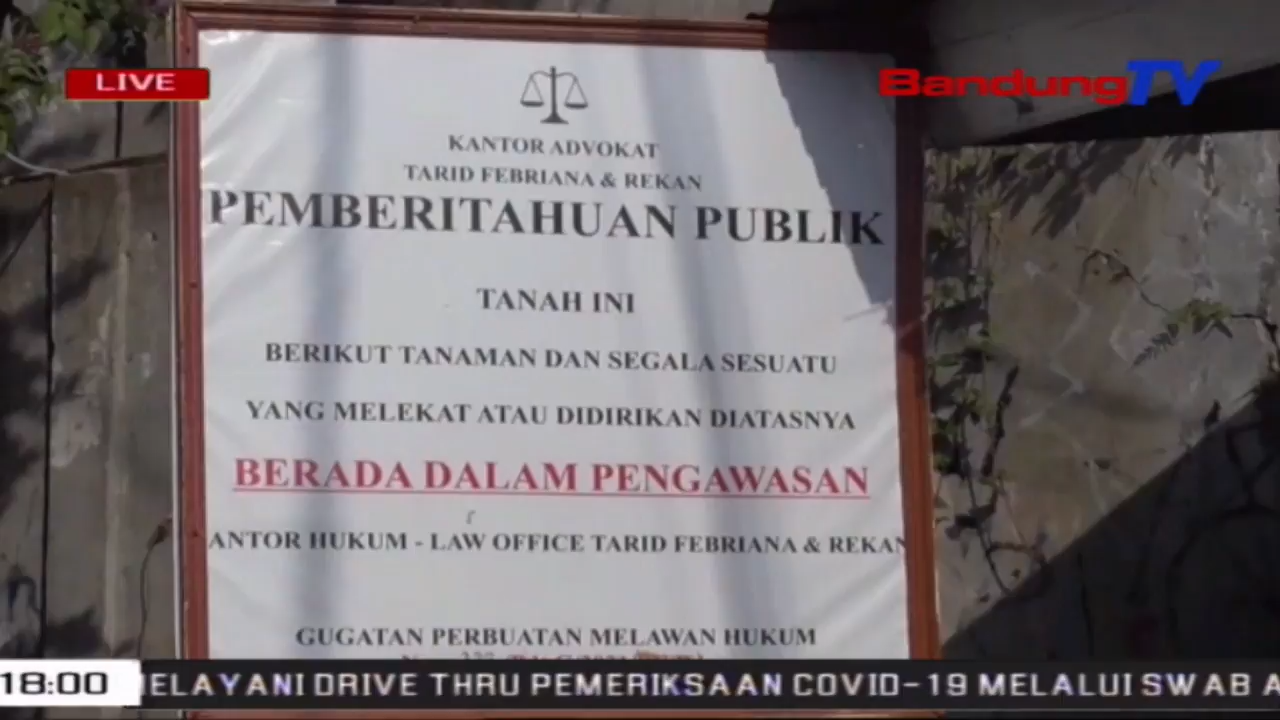 LIVE
BandungTV
KANTOR ADVOKAT
TARID FEBRIANA & REKAN
PEMBERITAHUAN PUBLIK
TANAH INI
BERIKUT TANAMAN DAN SEGALA SESUATU
YANG MELEKAT ATAU DIDIRIKAN DIATASNYA
BERADA DALAM PENGAWASAN
ANTOR HUKUM - LAW OFFICE TARID FEBRIANA & REKAN
GUGATAN PERBUATAN MELAWAN HUKUM
18:00 ELAYANI DRIVE THRU PEMERIKSAAN COVID-19 MELALUI SWAB A